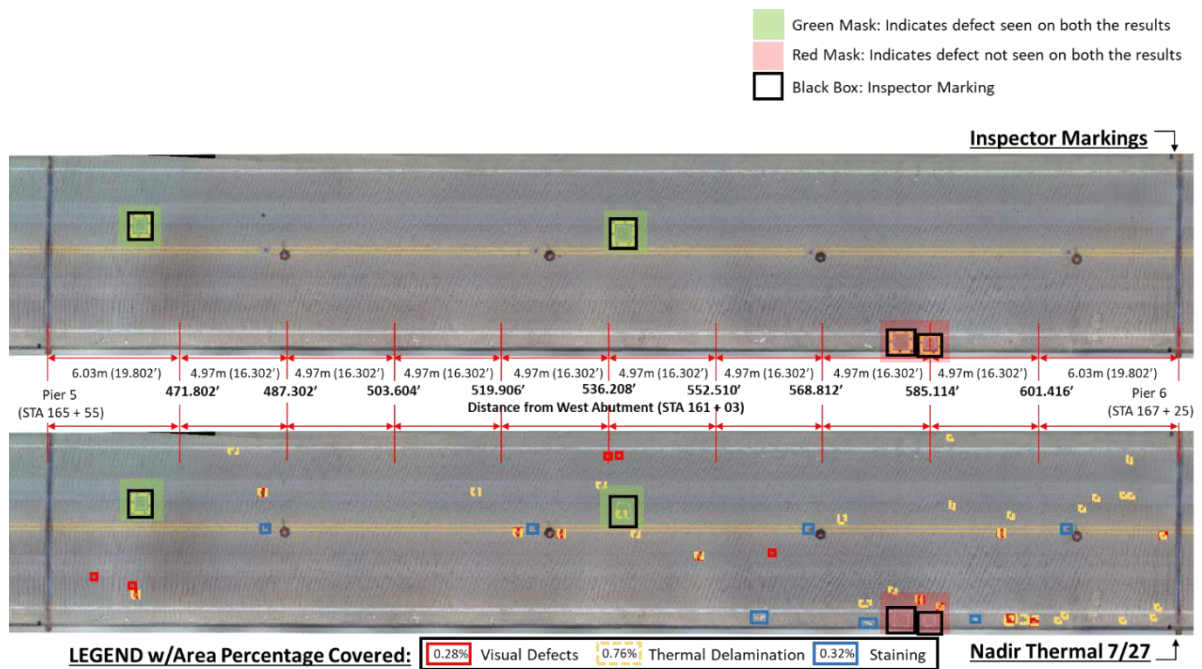 Green Mask: Indicates defect seen on both the results
Red Mask: Indicates defect not seen on both the results
Black Box: Inspector Marking
Inspector Markings
6.03m (19.802’) 4.97m (16.302’) 4.97m (16.302’) 4.97m (16.302’) 4.97m (16.302’) 4.97m (16.302’) 4.97m (16.302’) 4.97m (16.302’) 4.97m (16.302’) 6.03m (19.802’)
Pier 5 471.802’ 487.302’ 503.604’ 519.906’ 536.208’ 552.510’ 568.812’ 585.114’ 601.416’ Pier 6
(STA 165 + 55) Distance from West Abutment (STA 161 + 03) (STA 167 + 25)
LEGEND w/Area Percentage Covered: 0.28% Visual Defects 0.76% Thermal Delamination 0.32% Staining Nadir Thermal 7/27